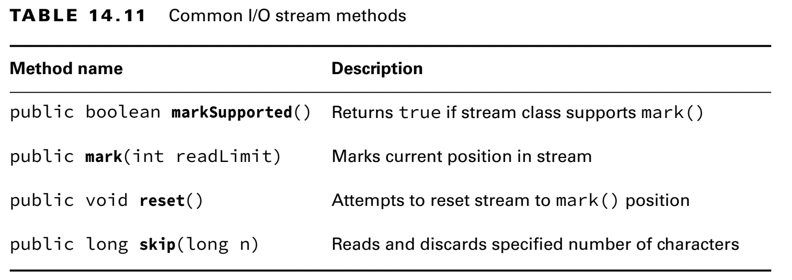 TABLE 14.11 Common I/O stream methods
Method name Description
public boolean markSupported() Returns true if stream class supports mark()
public mark(int readLimit) Marks current position in stream
public void reset() Attempts to reset stream to mark() position
public long skip(long n) Reads and discards specified number of characters